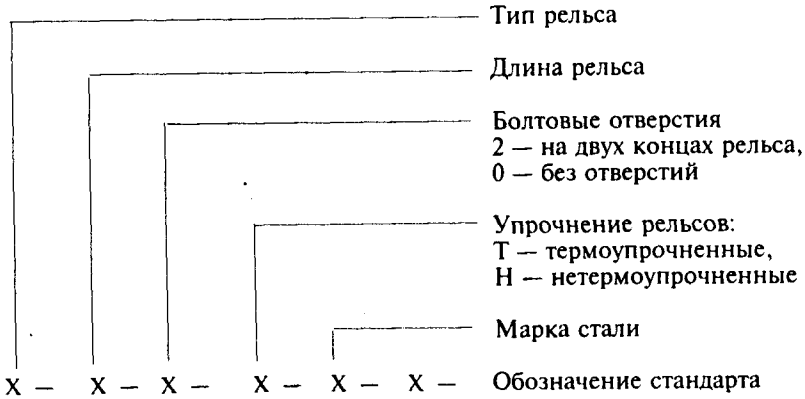 Тип рельса
Длина рельса
Болтовые отверстия
2 — на двух концах рельса,
0 — без отверстий
Упрочнение рельсов:
Т — термоупрочненные,
Н — нетермоупрочненные
Марка стали
Х — Х — Х — Х — Х — Х — Обозначение стандарта